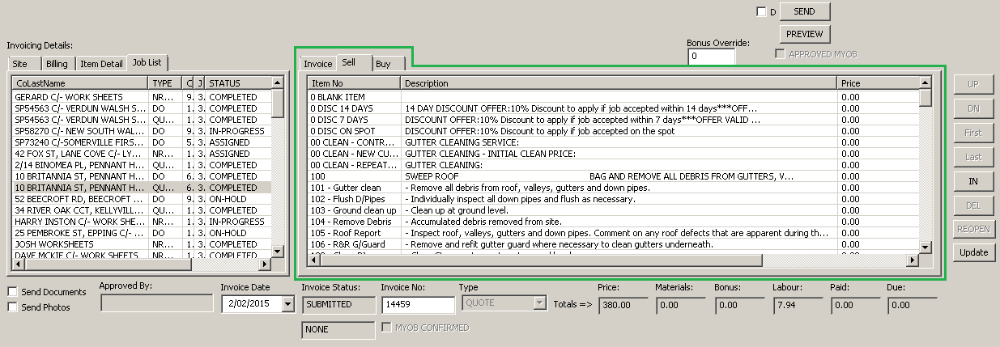 D SEND
PREVIEW
Bonus Override:
0
APPROVED MYOB
Invoicing Details:
Site Billing Item Detail Job List
CoLastName TYPE C J STATUS
GERARD C/- WORK SHEETS NR... 9. 3. COMPLETED
SP54563 C/- VERDUN WALSH S... DO 1. 3. COMPLETED
SP54563 C/- VERDUN WALSH S... QU... 1. 3. COMPLETED
SP58270 C/- NEW SOUTH WAL... DO 9. 3. IN-PROGRESS
SP73240 C/-SOMERVILLE FIRST... DO 5. 3. ASSIGNED
42 FOX ST, LANE COVE C/- LY... NR... 1. 3. ASSIGNED
2/14 BINOMEA PL, PENNANT H... QU... 1. 3. COMPLETED
10 BRITANNIA ST, PENNANT H... DO 6. 3. COMPLETED
10 BRITANNIA ST, PENNANT H... QU... 6. 3. COMPLETED
52 BEECROFT RD, BEECROFT ... DO 9. 3. ON-HOLD
34 RIVER OAK CCT, KELLYVIL... QU... 1. 3. COMPLETED
HARRY INSTON C/- WORK SHE... NR... 1. 3. IN-PROGRESS
25 PEMBROKE ST, EPPING C/- ... DO 1. 3. ON-HOLD
JOSH WORKSHEETS NR... 1. 3. COMPLETED
DAVE MCKIE C/- WORK SHEETS NR... 1. 3. COMPLETED
Invoice Sell Buy
Item No Description Price
0 BLANK ITEM 0.00
0 DISC 14 DAYS 14 DAY DISCOUNT OFFER:10% Discount to apply if job accepted within 14 days***OFF... 0.00
0 DISC 7 DAYS DISCOUNT OFFER:10% Discount to apply if job accepted within 7 days***OFFER VALID ... 0.00
0 DISC ON SPOT DISCOUNT OFFER:10% Discount to apply if job accepted on the spot 0.00
00 CLEAN - CONTR... GUTTER CLEANING SERVICE: 0.00
00 CLEAN - NEW CU... GUTTER CLEANING - INITIAL CLEAN PRICE: 0.00
00 CLEAN - REPEAT... GUTTER CLEANING: 0.00
100 SWEEP ROOF BAG AND REMOVE ALL DEBRIS FROM GUTTERS, V... 0.00
101 - Gutter clean - Remove all debris from roof, valleys, gutters and down pipes. 0.00
102 - Flush D/Pipes - Individually inspect all down pipes and flush as necessary. 0.00
103 - Ground clean up - Clean up at ground level. 0.00
104 - Remove Debris - Accumulated debris removed from site. 0.00
105 - Roof Report - Inspect roof, valleys, gutters and down pipes. Comment on any roof defects that are apparent during th... 0.00
106 - R&R G/Guard - Remove and refit gutter guard where necessary to clean gutters underneath. 0.00
UP
DN
First
Last
IN
DEL
REOPEN
Update
Send Documents
Send Photos
Approved By:
Invoice Date
2/02/2015
Invoice Status:
SUBMITTED
NONE
Invoice No:
14459
MYOB CONFIRMED
Type
QUOTE
Totals =>
Price: Materials: Bonus: Labour: Paid: Due:
380.00 0.00 0.00 7.94 0.00 0.00